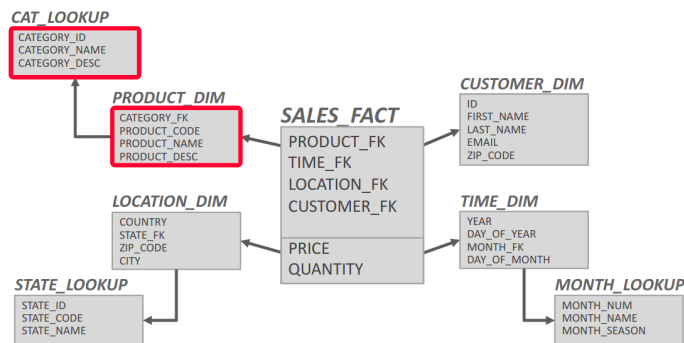 CAT_LOOKUP
CATEGORY_ID
CATEGORY_NAME
CATEGORY_DESC
PRODUCT_DIM
CATEGORY_FK
PRODUCT_CODE
PRODUCT_NAME
PRODUCT_DESC
SALES_FACT
PRODUCT_FK
TIME_FK
LOCATION_FK
CUSTOMER_FK
PRICE
QUANTITY
CUSTOMER_DIM
ID
FIRST_NAME
LAST_NAME
EMAIL
ZIP_CODE
LOCATION_DIM
COUNTRY
STATE_FK
ZIP_CODE
CITY
TIME_DIM
YEAR
DAY_OF_YEAR
MONTH_FK
DAY_OF_MONTH
STATE_LOOKUP
STATE_ID
STATE_CODE
STATE_NAME
MONTH_LOOKUP
MONTH_NUM
MONTH_NAME
MONTH_SEASON